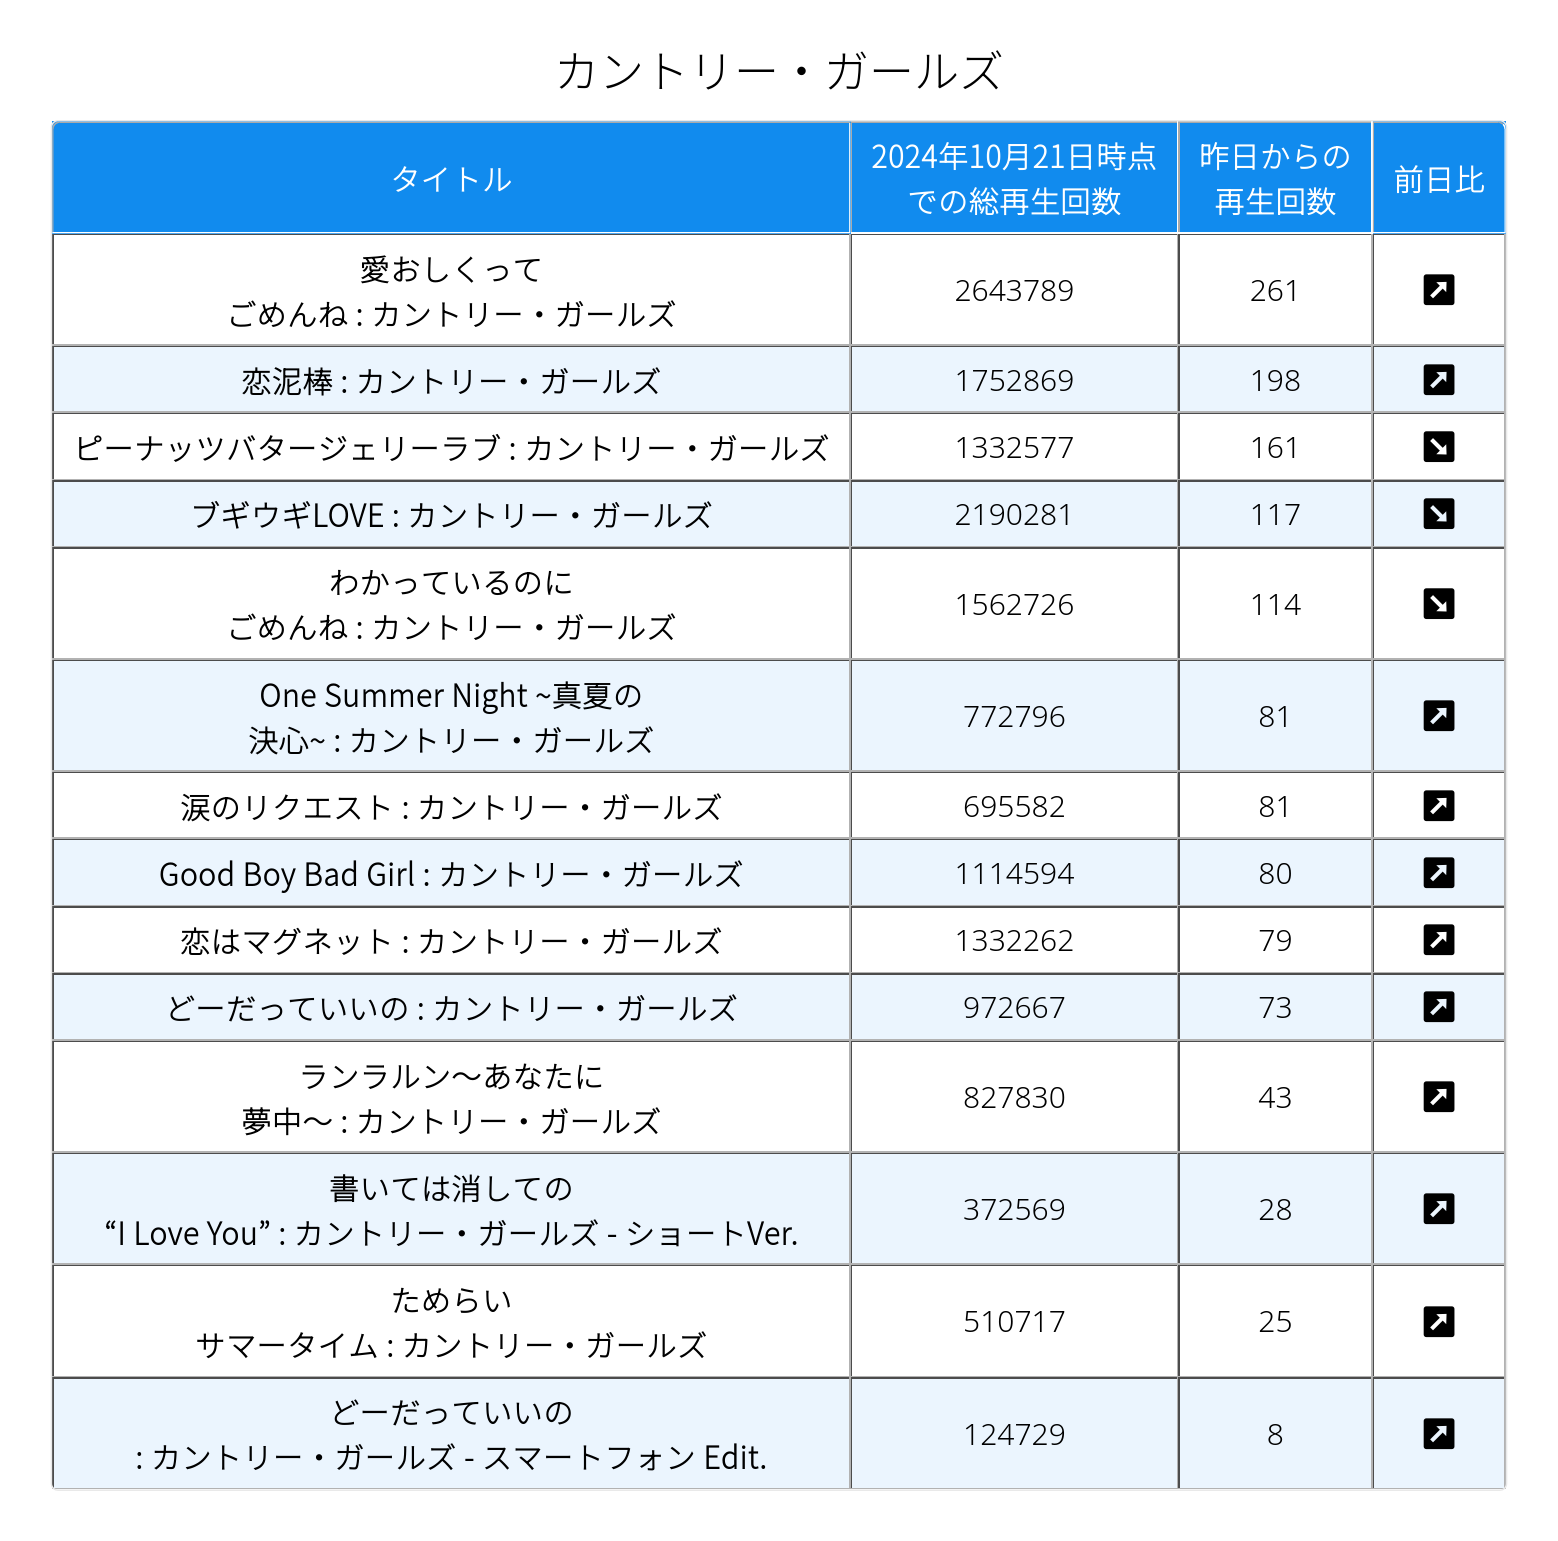 カントリー・ガールズ
タイトル
2024年10月21日時点
での総再生回数
昨日からの
再生回数
前日比
愛おしくって
ごめんね : カントリー・ガールズ
2643789
261
恋泥棒 : カントリー・ガールズ
1752869
198
ピーナッツバタージェリーラブ : カントリー・ガールズ
1332577
161
ブギウギLOVE : カントリー・ガールズ
2190281
117
わかっているのに
ごめんね : カントリー・ガールズ
1562726
114
One Summer Night ~真夏の
決心~ : カントリー・ガールズ
772796
81
涙のリクエスト : カントリー・ガールズ
695582
81
Good Boy Bad Girl : カントリー・ガールズ
1114594
80
恋はマグネット : カントリー・ガールズ
1332262
79
どーだっていいの : カントリー・ガールズ
972667
73
ランラルン～あなたに
夢中～ : カントリー・ガールズ
827830
43
書いては消しての
“I Love You” : カントリー・ガールズ - ショートVer.
372569
28
ためらい
サマータイム : カントリー・ガールズ
510717
25
どーだっていいの
: カントリー・ガールズ - スマートフォン Edit.
124729
8